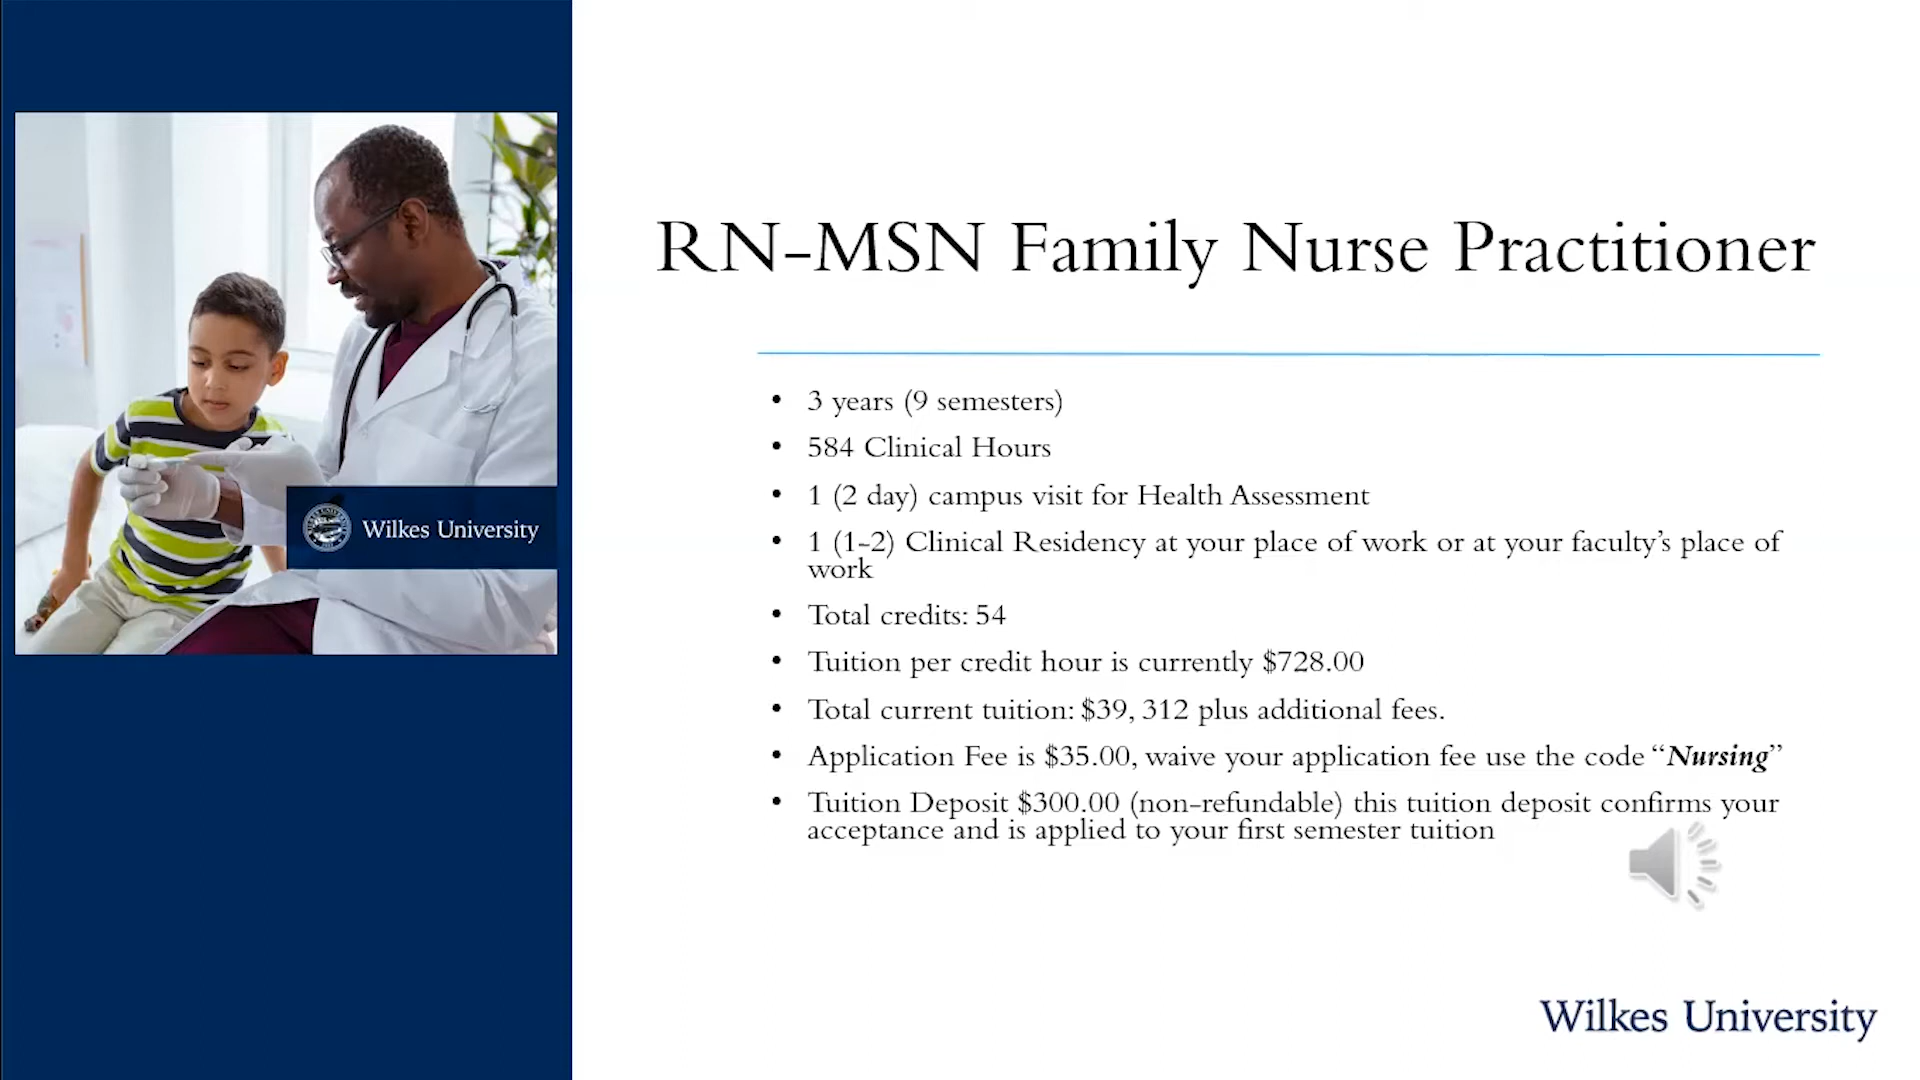 Wilkes University
RN-MSN Family Nurse Practitioner
• 3 years (9 semesters)
• 584 Clinical Hours
• 1 (2 day) campus visit for Health Assessment
• 1 (1-2) Clinical Residency at your place of work or at your faculty’s place of
work
• Total credits: 54
• Tuition per credit hour is currently $728.00
• Total current tuition: $39, 312 plus additional fees.
• Application Fee is $35.00, waive your application fee use the code “Nursing”
• Tuition Deposit $300.00 (non-refundable) this tuition deposit confirms your
acceptance and is applied to your first semester tuition
Wilkes University